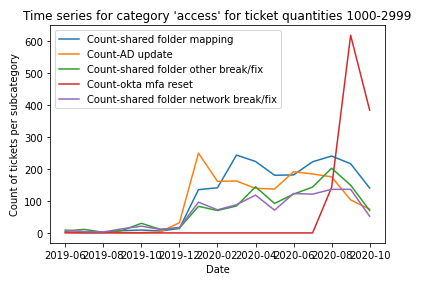 Time series for category 'access' for ticket quantities 1000-2999
Count-shared folder mapping
Count-AD update
Count-shared folder other break/fix
Count-okta mfa reset
Count-shared folder network break/fix
Count of tickets per subcategory
600
500
400
300
200
100
0
2019-06 2019-08 2019-10 2019-12 2020-02 2020-04 2020-06 2020-08 2020-10
Date